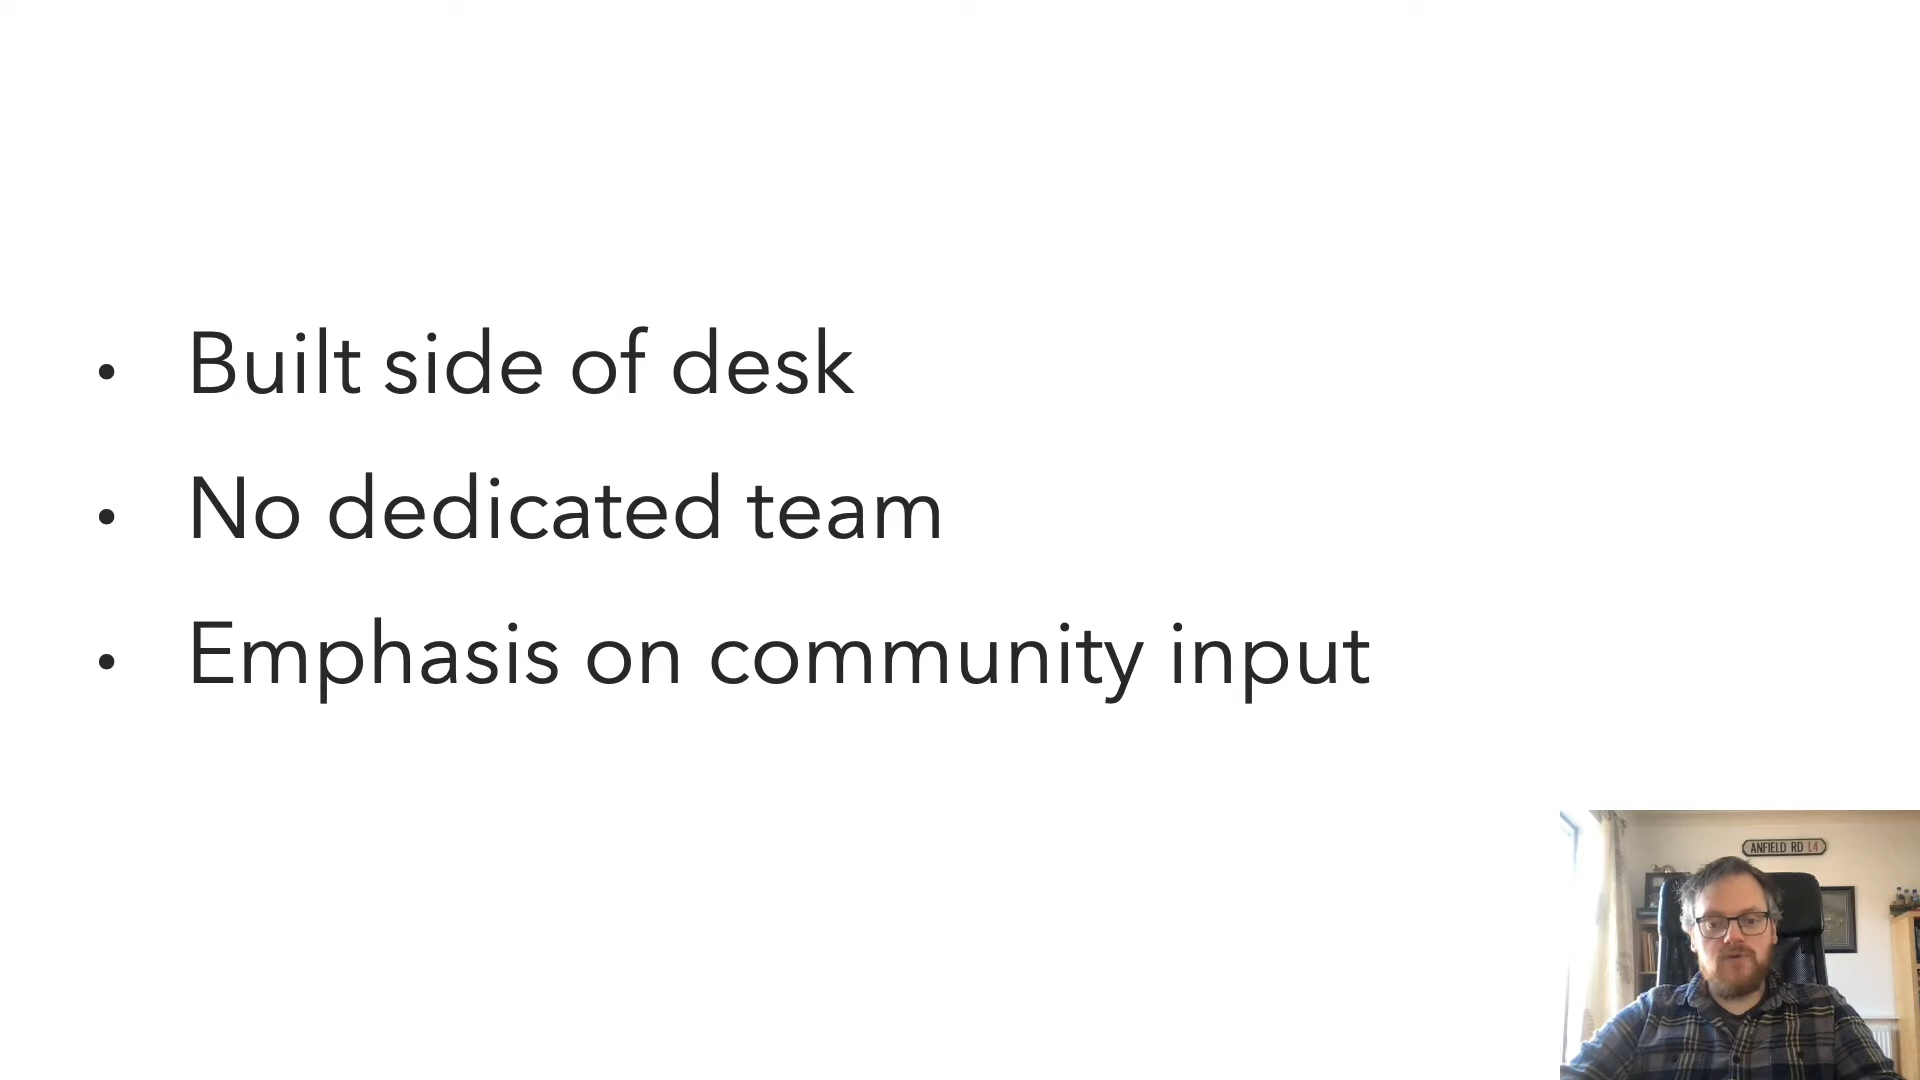 • Built side of desk
• No dedicated team
• Emphasis on community input
ANFIELD RD L4